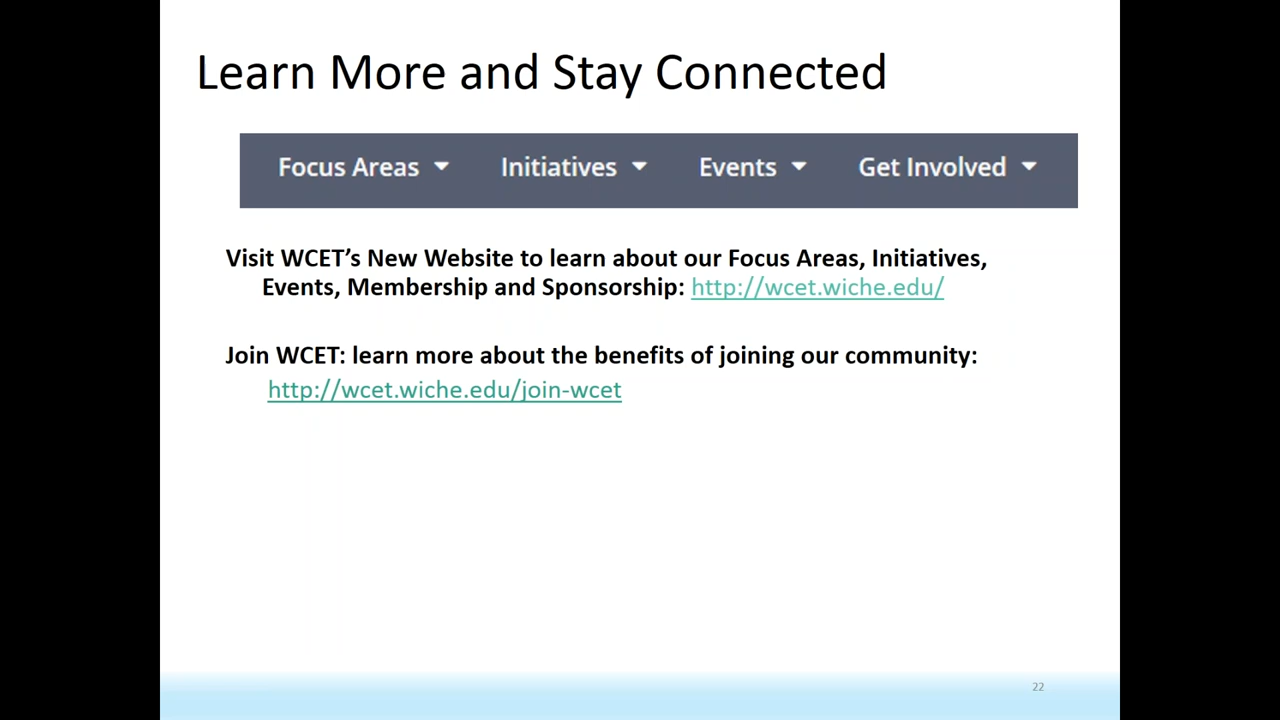 Learn More and Stay Connected
Focus Areas Initiatives Events Get Involved
Visit WCET’s New Website to learn about our Focus Areas, Initiatives,
Events, Membership and Sponsorship: http://wcet.wiche.edu/
Join WCET: learn more about the benefits of joining our community:
http://wcet.wiche.edu/join-wcet
22